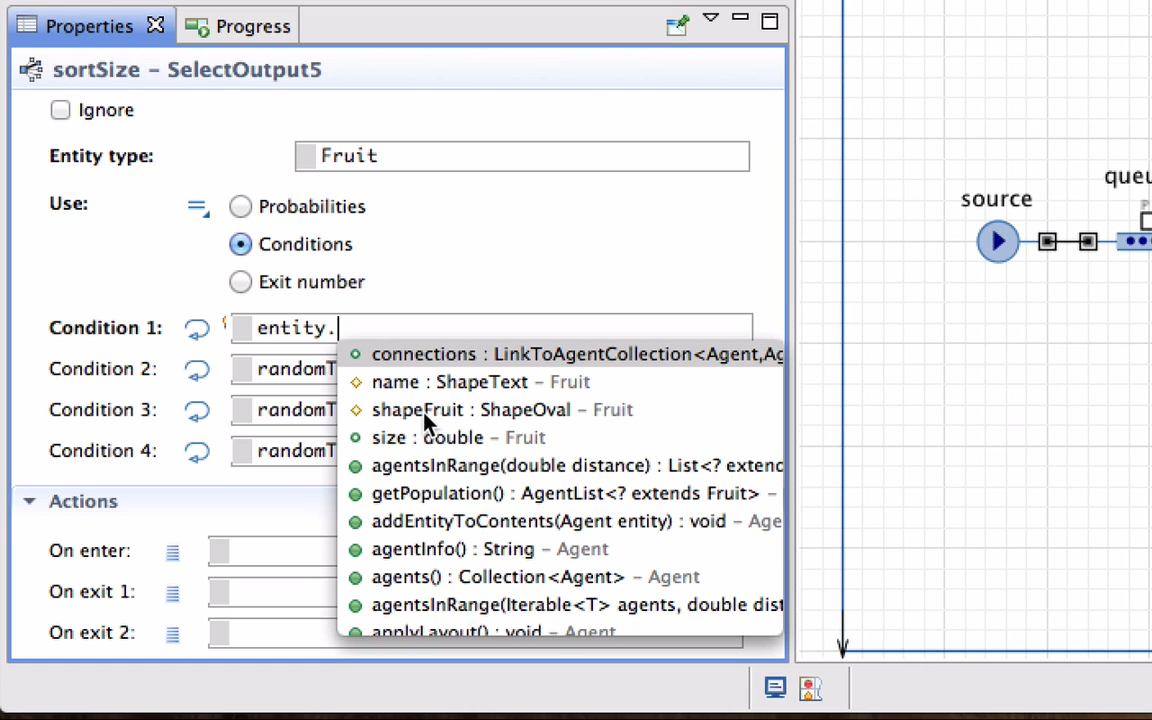 Properties
Progress
sortSize – SelectOutput5
Ignore
Entity type:
Fruit
Use:
Probabilities
Conditions
Exit number
Condition 1:
entity.
Condition 2:
randomT
Condition 3:
randomT
Condition 4:
randomT
connections : LinkToAgentCollection<Agent,Ag
name : ShapeText – Fruit
shapeFruit : ShapeOval – Fruit
size : double – Fruit
agentsInRange(double distance) : List<? extend
getPopulation() : AgentList<? extends Fruit> –
addEntityToContents(Agent entity) : void – Age
agentInfo() : String – Agent
agents() : Collection<Agent> – Agent
agentsInRange(Iterable<T> agents, double dist
applyLayout() : void – Agent
Actions
On enter:
On exit 1:
On exit 2:
source
queu